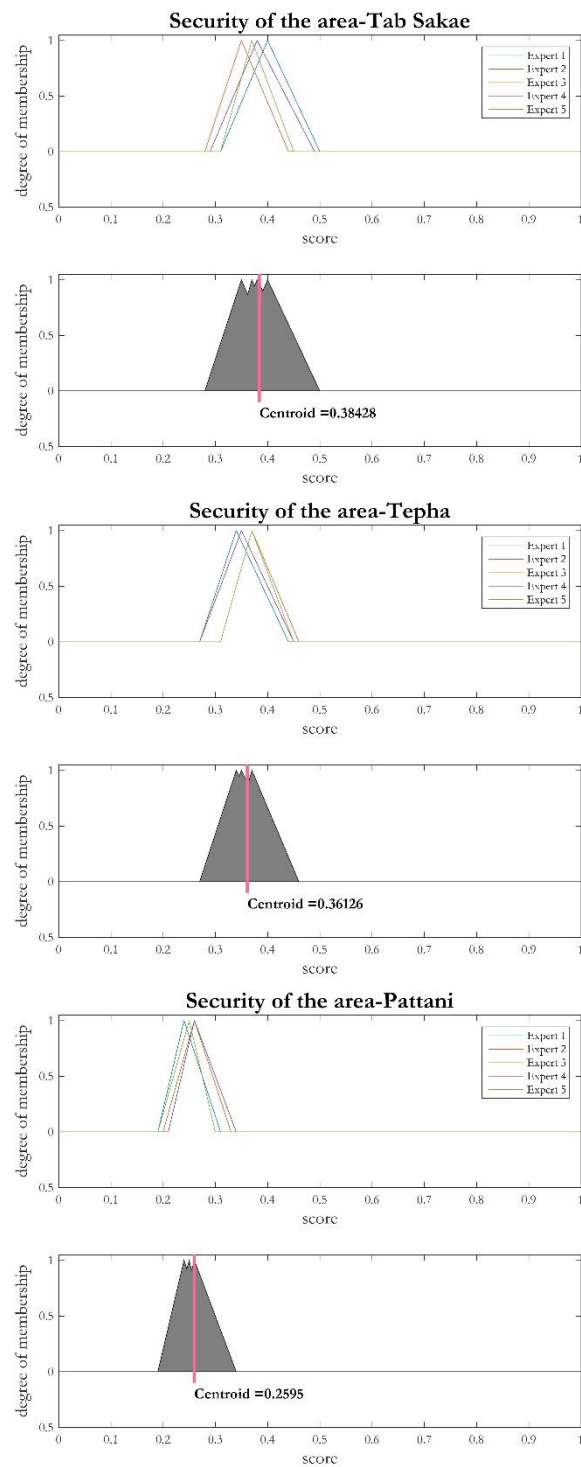 Security of the area-Tab Sakae
degree of membership
1
0.5
0
0.5
Expert 1
Expert 2
Expert 3
Expert 4
Expert 5
0 0.1 0.2 0.3 0.4 0.5 0.6 0.7 0.8 0.9 1
score
degree of membership
1
0.5
0
0.5
Centroid =0.38428
0 0.1 0.2 0.3 0.4 0.5 0.6 0.7 0.8 0.9 1
score
Security of the area-Tepha
degree of membership
1
0.5
0
0.5
Expert 1
Expert 2
Expert 3
Expert 4
Expert 5
0 0.1 0.2 0.3 0.4 0.5 0.6 0.7 0.8 0.9 1
score
degree of membership
1
0.5
0
0.5
Centroid =0.36126
0 0.1 0.2 0.3 0.4 0.5 0.6 0.7 0.8 0.9 1
score
Security of the area-Pattani
degree of membership
1
0.5
0
0.5
Expert 1
Expert 2
Expert 3
Expert 4
Expert 5
0 0.1 0.2 0.3 0.4 0.5 0.6 0.7 0.8 0.9 1
score
degree of membership
1
0.5
0
0.5
Centroid =0.2595
0 0.1 0.2 0.3 0.4 0.5 0.6 0.7 0.8 0.9 1
score